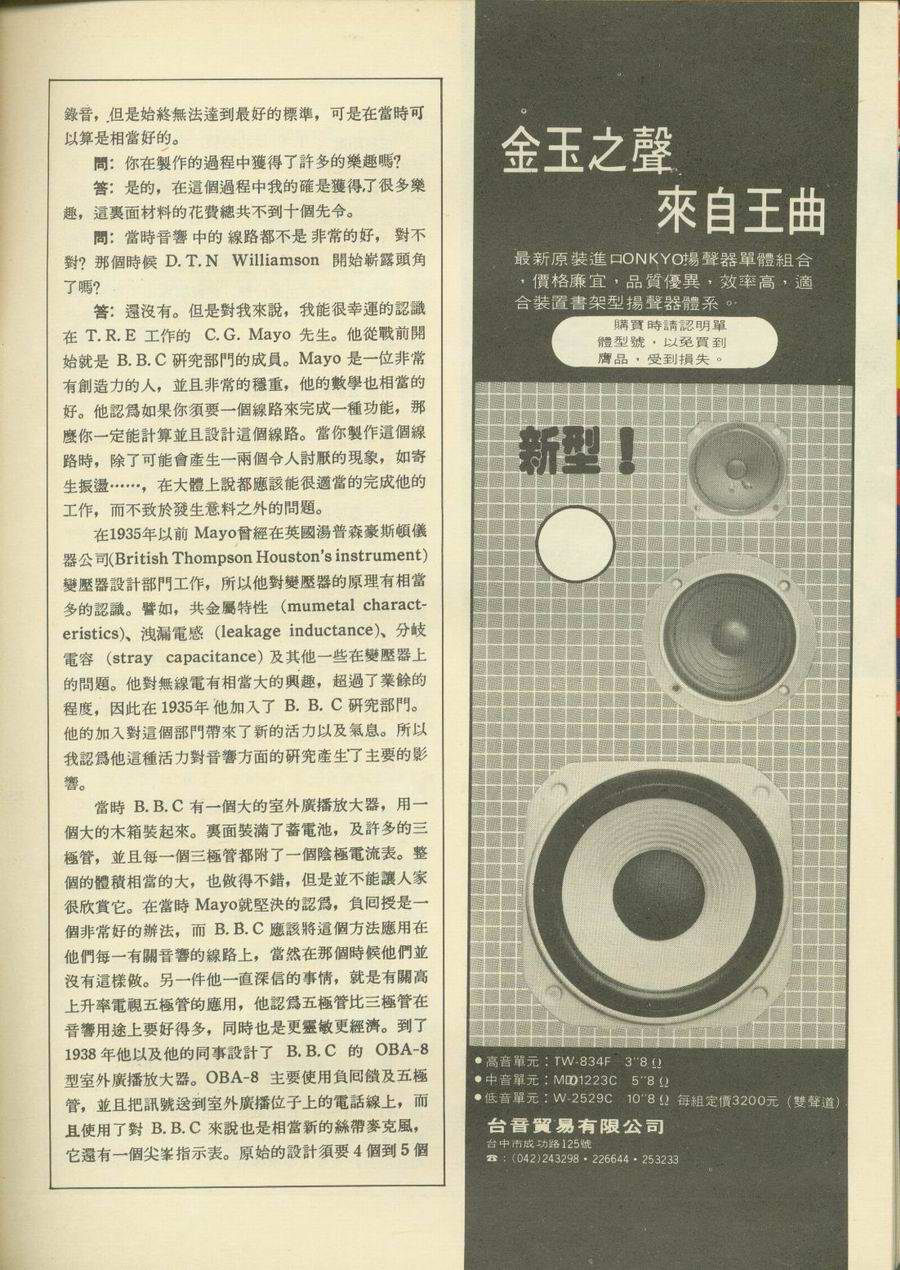 錄音，但是始終無法達到最好的標準，可是在當時可
以算是相當好的。
問：你在製作的過程中獲得了許多的樂趣嗎？
答：是的，在這個過程中我的確是獲得了很多樂
趣，這裏面材料的花費總共不到十個先令。
問：當時音響中的線路都不是非常的好，對不
對？那個時候 D.T.N Williamson 開始嶄露頭角
了嗎？
答：還沒有。但是對我來說，我能很幸運的認識
在 T.R.E 工作的 C.G. Mayo 先生。他從戰前開
始就是 B.B.C 研究部門的成員。Mayo 是一位非常
有創造力的人，並且非常的穩重，他的數學也相當的
好。他認爲如果你須要一個線路來完成一種功能，那
麼你一定能計算並且設計這個線路。當你製作這個線
路時，除了可能會產生一兩個令人討厭的現象，如寄
生振盪……，在大體上說都應該能很適當的完成他的
工作，而不致於發生意料之外的問題。
在1935年以前 Mayo曾經在英國湯普森豪斯頓儀
器公司(British Thompson Houston's instrument)
變壓器設計部門工作，所以他對變壓器的原理有相當
多的認識。譬如，共金屬特性 (mumetal charact-
eristics)、洩漏電感 (leakage inductance)、分岐
電容 (stray capacitance) 及其他一些在變壓器上
的問題。他對無線電有相當大的興趣，超過了業餘的
程度，因此在1935年他加入了 B. B. C 研究部門。
他的加入對這個部門帶來了新的活力以及氣息。所以
我認爲他這種活力對音響方面的研究產生了主要的影
響。
當時 B.B.C 有一個大的室外廣播放大器，用一
個大的木箱裝起來。裏面裝滿了蓄電池，及許多的三
極管，並且每一個三極管都附了一個陰極電流表。整
個的體積相當的大，也做得不錯，但是並不能讓人家
很欣賞它。在當時 Mayo就堅決的認爲，負回授是一
個非常好的辦法，而 B.B.C 應該將這個方法應用在
他們每一有關音響的線路上，當然在那個時候他們並
沒有這樣做。另一件他一直深信的事情，就是有關高
上升率電視五極管的應用，他認爲五極管比三極管在
音響用途上要好得多，同時也是更靈敏更經濟。到了
1938 年他以及他的同事設計了 B.B.C 的 OBA-8
型室外廣播放大器。OBA-8 主要使用負回饋及五極
管，並且把訊號送到室外廣播位子上的電話線上，而
且使用了對 B.B.C 來說也是相當新的絲帶麥克風，
它還有一個尖峯指示表。原始的設計須要 4 個到 5 個
金玉之聲
來自王曲
最新原裝進口ONKYO揚聲器單體組合
，價格廉宜，品質優異，效率高，適
合裝置書架型揚聲器體系。
購買時請認明單
體型號，以免買到
膺品，受到損失。
新型！
●高音單元：TW-834F 3"8Ω
●中音單元：MD1223C 5"8Ω
●低音單元：W-2529C 10"8Ω 每組定價3200元（雙聲道）
台音貿易有限公司
台中市成功路125號
☎：(042)243298・226644・253233